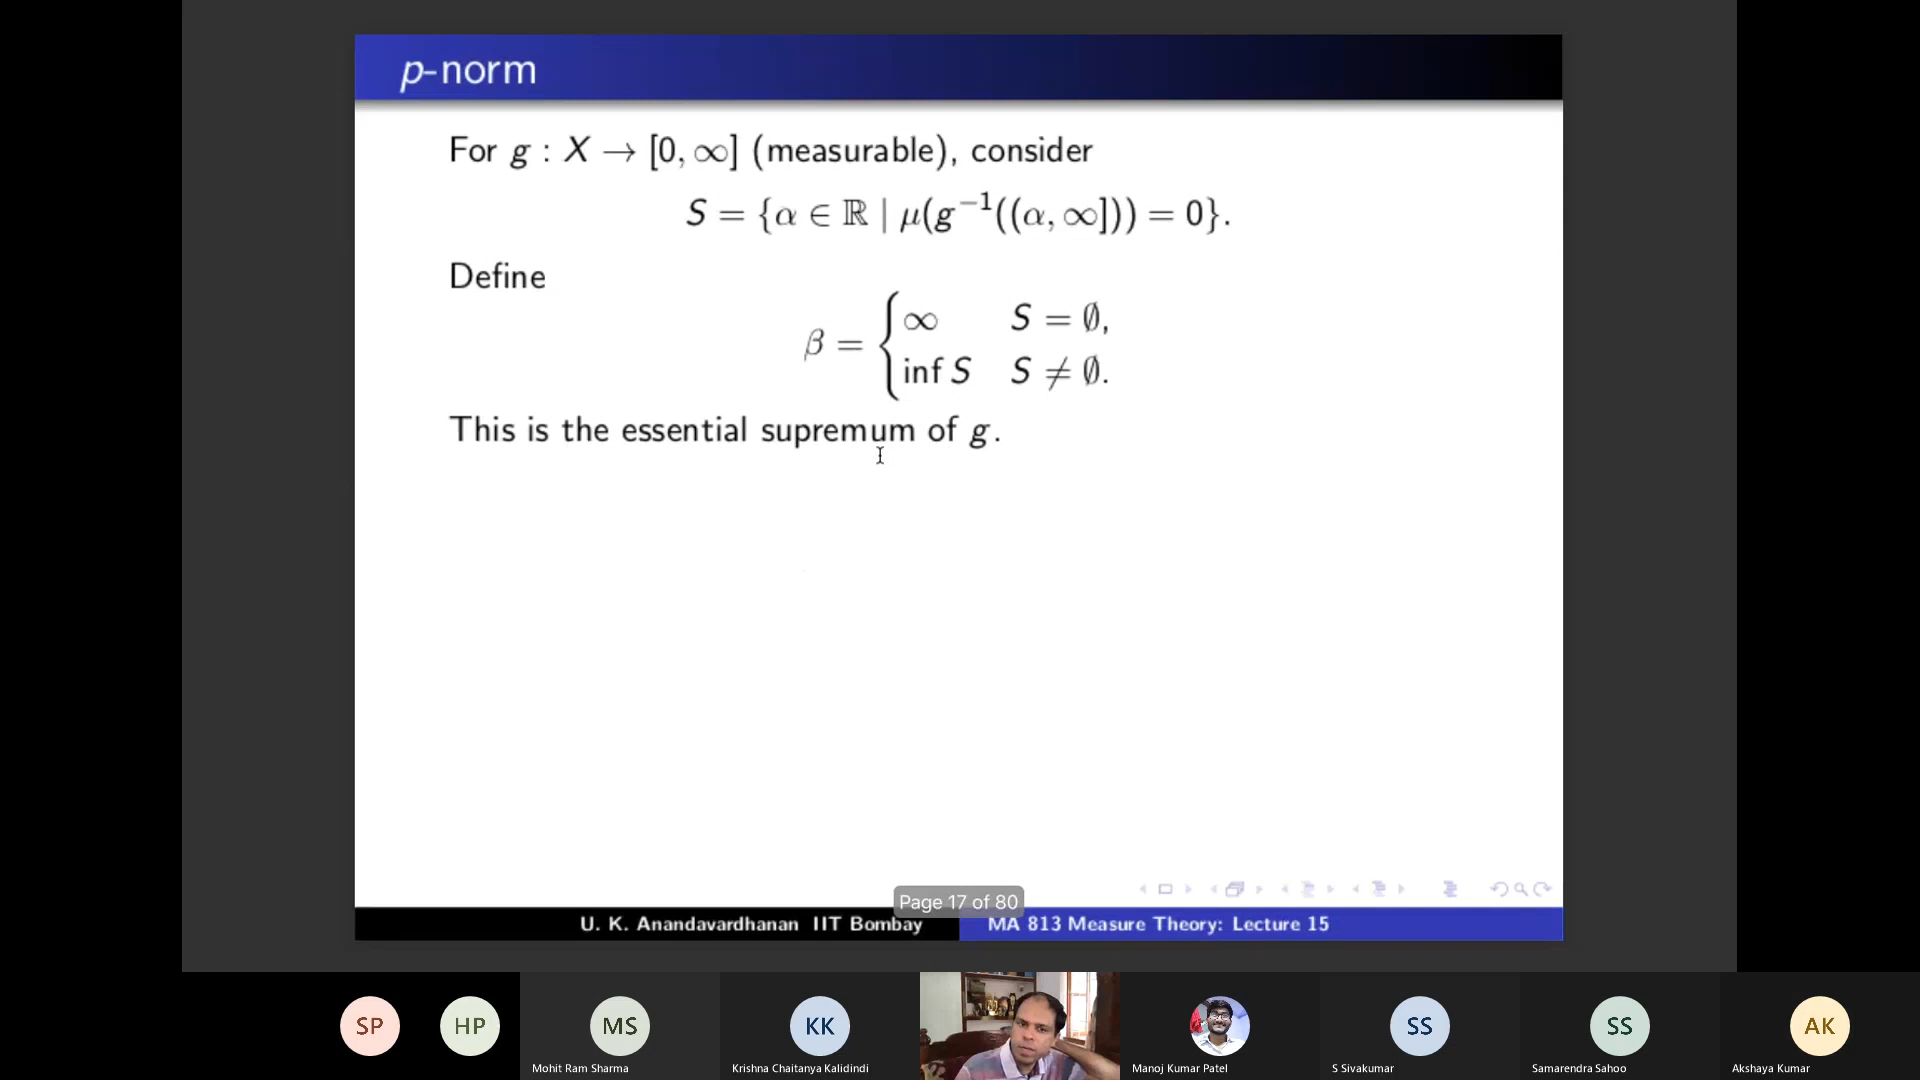 p-norm
For g : X → [0, ∞] (measurable), consider
S = {α ∈ ℝ | μ(g⁻¹((α, ∞])) = 0}.
Define
β = { ∞ S = ∅,
inf S S ≠ ∅.
This is the essential supremum of g.
Page 17 of 80
U. K. Anandavardhanan IIT Bombay MA 813 Measure Theory: Lecture 15
SP HP MS KK SS SS AK
Mohit Ram Sharma Krishna Chaitanya Kalidindi Manoj Kumar Patel S Sivakumar Samarendra Sahoo Akshaya Kumar